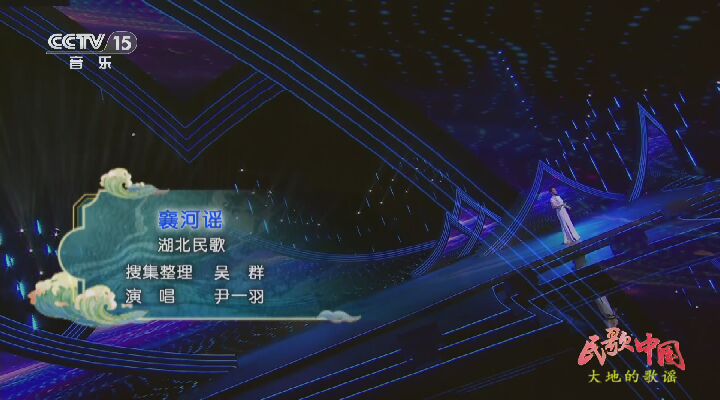 CCTV 15
音乐
襄河谣
湖北民歌
搜集整理 吴 群
演 唱 尹一羽
民歌中国
大地的歌谣